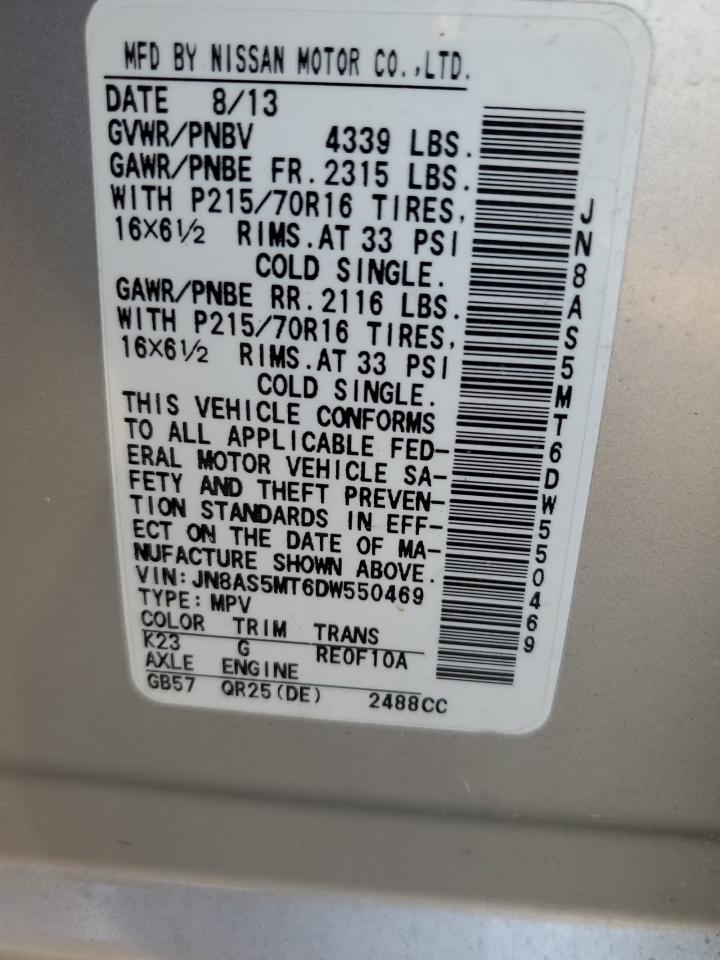 MFD BY NISSAN MOTOR CO.,LTD.
DATE 8/13
GVWR/PNBV 4339 LBS.
GAWR/PNBE FR. 2315 LBS.
WITH P215/70R16 TIRES,
16X6½ RIMS. AT 33 PSI
COLD SINGLE.
GAWR/PNBE RR. 2116 LBS.
WITH P215/70R16 TIRES,
16X6½ RIMS. AT 33 PSI
COLD SINGLE.
THIS VEHICLE CONFORMS
TO ALL APPLICABLE FED-
ERAL MOTOR VEHICLE SA-
FETY AND THEFT PREVEN-
TION STANDARDS IN EFF-
ECT ON THE DATE OF MA-
NUFACTURE SHOWN ABOVE.
VIN: JN8AS5MT6DW550469
TYPE: MPV
COLOR TRIM TRANS
K23 G RE0F10A
AXLE ENGINE
GB57 QR25(DE) 2488CC
JN8AS5MT6DW550469